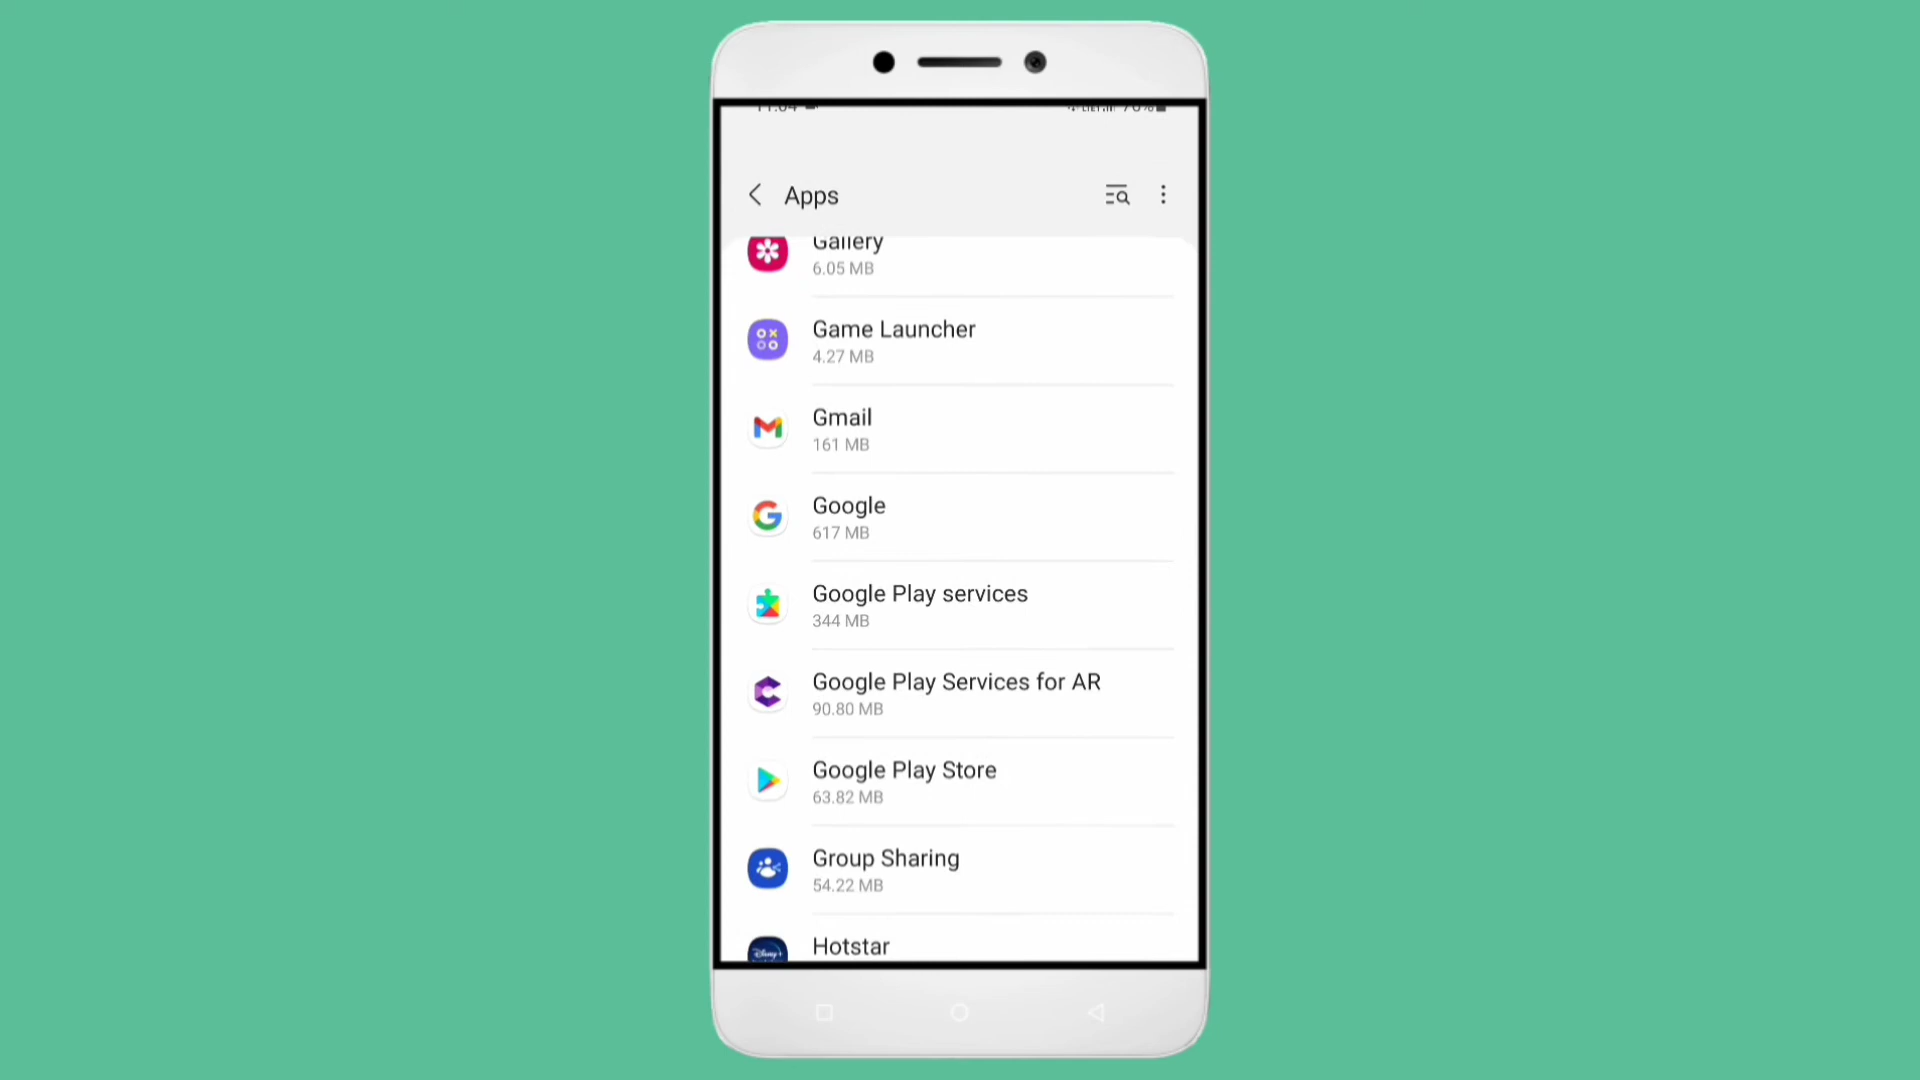 Apps
Gallery
6.05 MB
Game Launcher
4.27 MB
Gmail
161 MB
Google
617 MB
Google Play services
344 MB
Google Play Services for AR
90.80 MB
Google Play Store
63.82 MB
Group Sharing
54.22 MB
Hotstar
Disney+